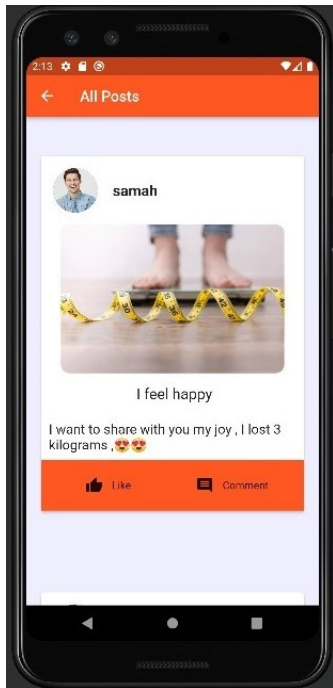 2:13
All Posts
samah
I feel happy
I want to share with you my joy , I lost 3
kilograms ,😍😍
Like
Comment